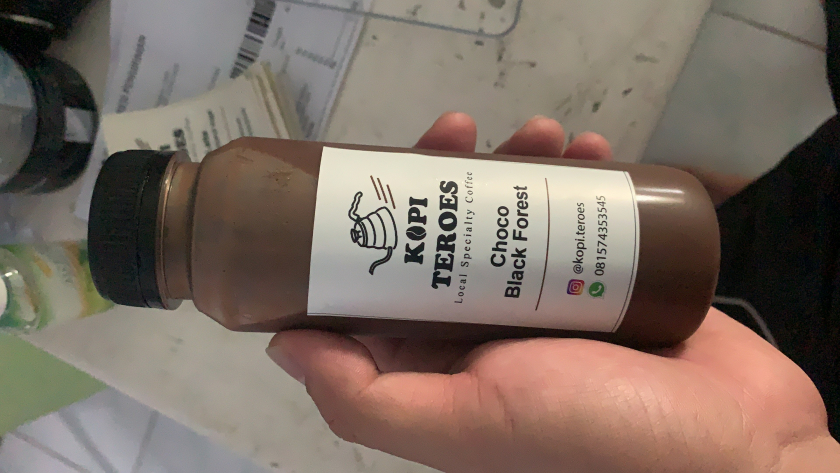 KOPI
TEROES
Local Specialty Coffee
Choco
Black Forest
@kopi.teroes
081574353545